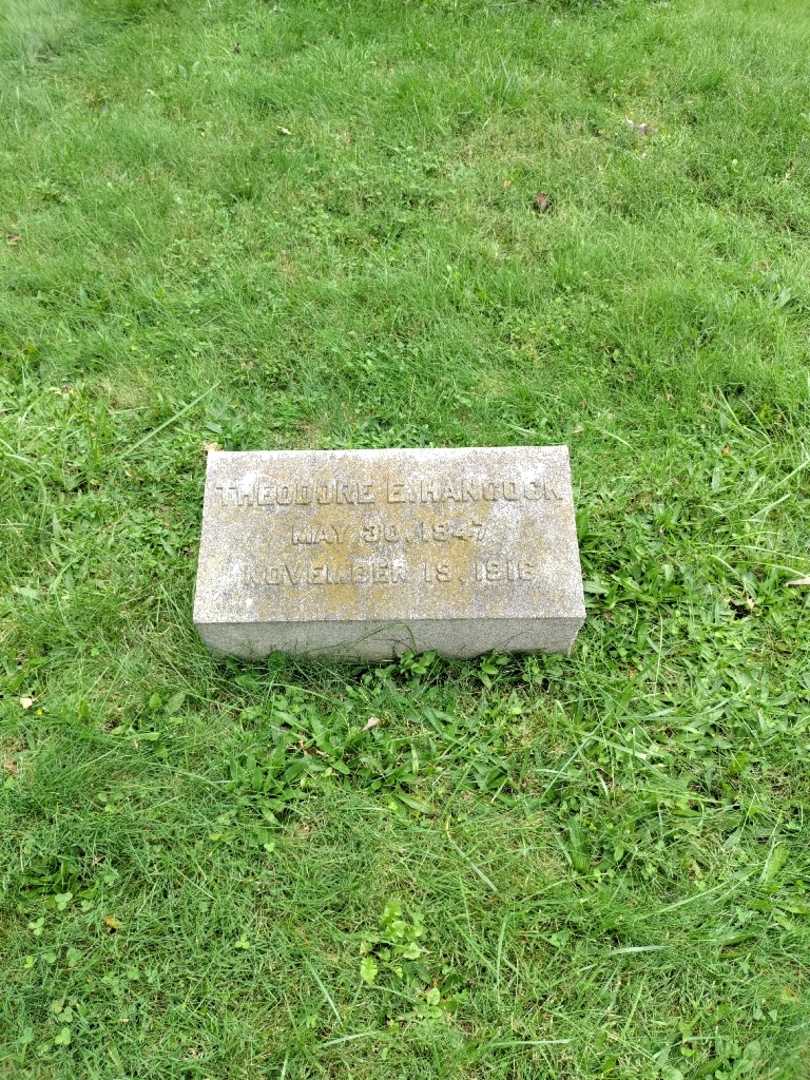 THEODORE E. HANCOCK
MAY 30, 1847
NOVEMBER 19, 1916